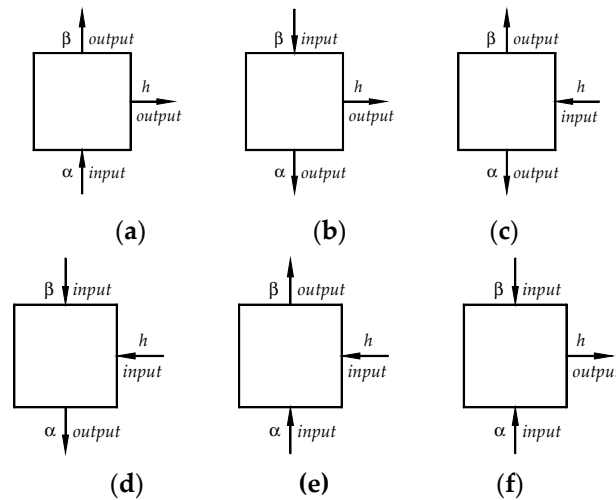 β output
h
output
α input
(a)
β input
h
output
α output
(b)
β output
h
input
α output
(c)
β input
h
input
α output
(d)
β output
h
input
α input
(e)
β input
h
output
α input
(f)